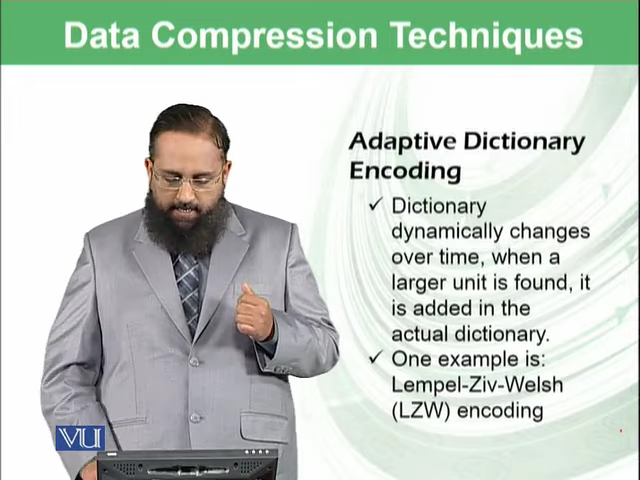 Data Compression Techniques
Adaptive Dictionary
Encoding
✓ Dictionary
dynamically changes
over time, when a
larger unit is found, it
is added in the
actual dictionary.
✓ One example is:
Lempel-Ziv-Welsh
(LZW) encoding
VU